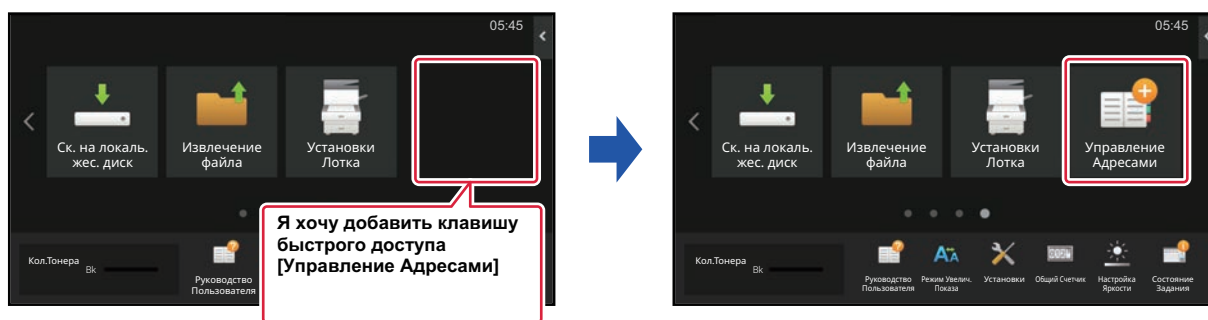 05:45
Ск. на локаль.
жес. диск
Извлечение
файла
Установки
Лотка
Я хочу добавить клавишу
быстрого доступа
[Управление Адресами]
Кол.Тонера
Bk
Руководство
Пользователя
05:45
Ск. на локаль.
жес. диск
Извлечение
файла
Установки
Лотка
Управление
Адресами
Кол.Тонера
Bk
Руководство
Пользователя
Режим Увелич.
Показа
Установки
Общий Счетчик
Настройка
Яркости
Состояние
Задания